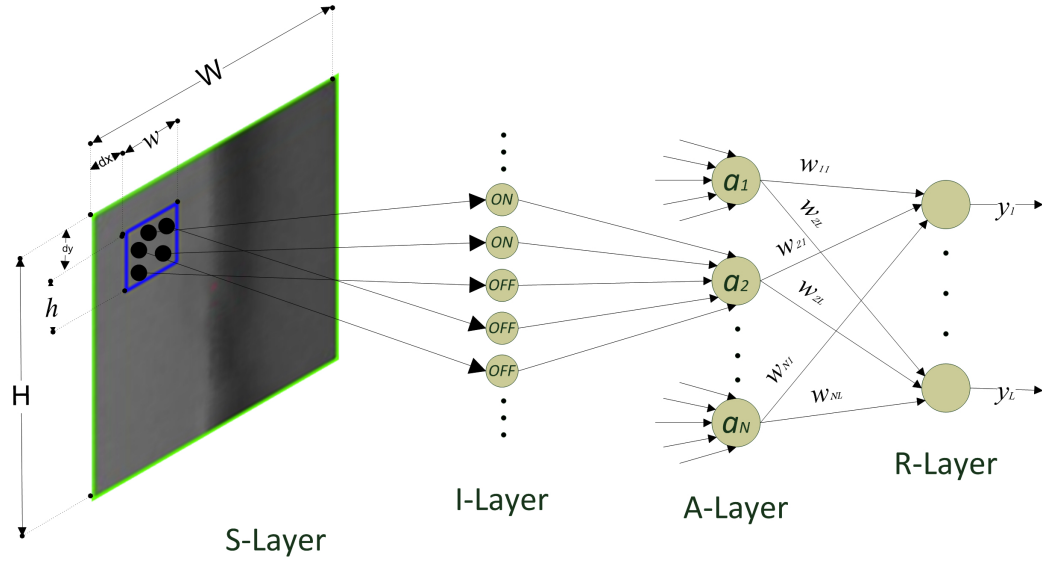 W
dx
w
dy
h
H
ON
ON
OFF
OFF
OFF
a1
a2
aN
w11
w2L
w21
w2L
wN1
wNL
y1
yL
S-Layer
I-Layer
A-Layer
R-Layer